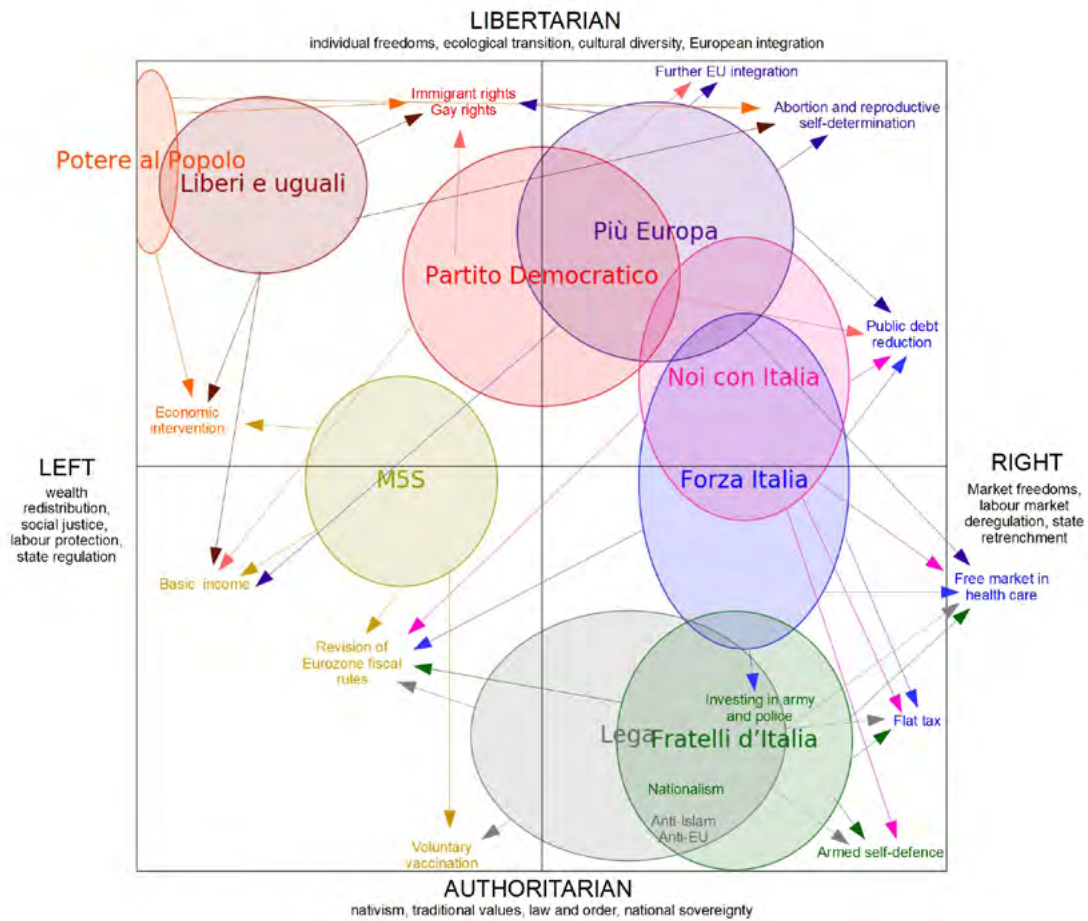 LIBERTARIAN
individual freedoms, ecological transition, cultural diversity, European integration
Further EU integration
Immigrant rights
Gay rights
Abortion and reproductive
self-determination
Potere al Popolo
Liberi e uguali
Più Europa
Partito Democratico
Public debt
reduction
Noi con Italia
Economic
intervention
LEFT
wealth
redistribution,
social justice,
labour protection,
state regulation
M5S
Forza Italia
RIGHT
Market freedoms,
labour market
deregulation, state
retrenchment
Basic income
Free market in
health care
Revision of
Eurozone fiscal
rules
Investing in army
and police
Flat tax
Lega
Fratelli d'Italia
Nationalism
Anti-Islam
Anti-EU
Voluntary
vaccination
Armed self-defence
AUTHORITARIAN
nativism, traditional values, law and order, national sovereignty